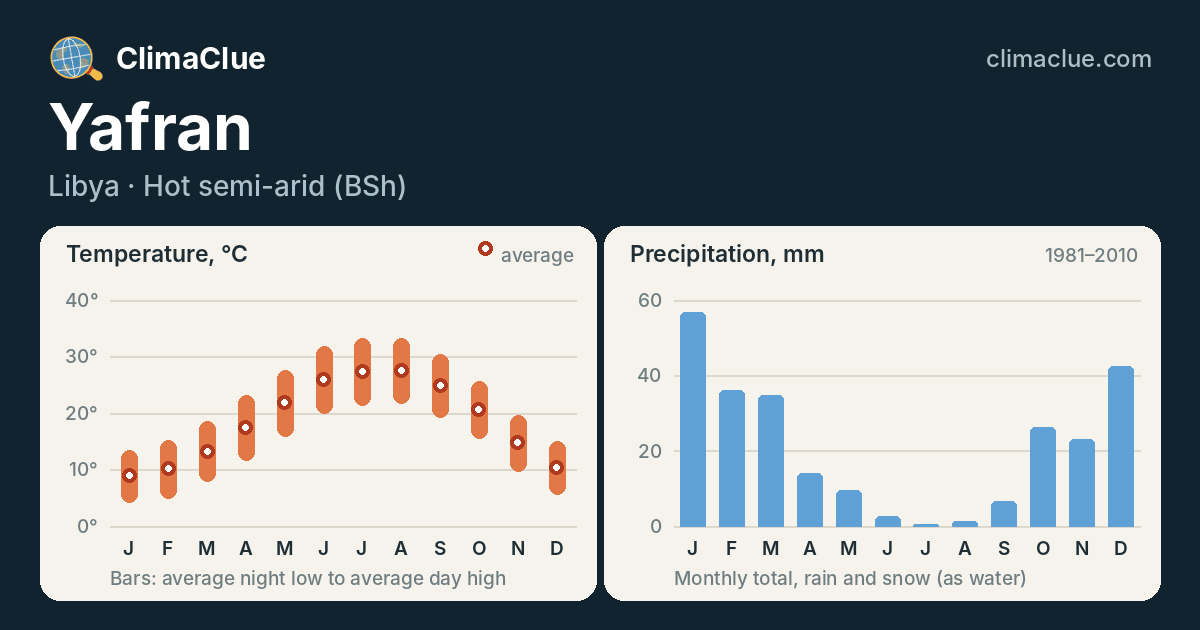 ClimaClue
climaclue.com
Yafran
Libya · Hot semi-arid (BSh)
Temperature, °C
average
40°
30°
20°
10°
0°
J F M A M J J A S O N D
Bars: average night low to average day high
Precipitation, mm
1981–2010
60
40
20
0
J F M A M J J A S O N D
Monthly total, rain and snow (as water)